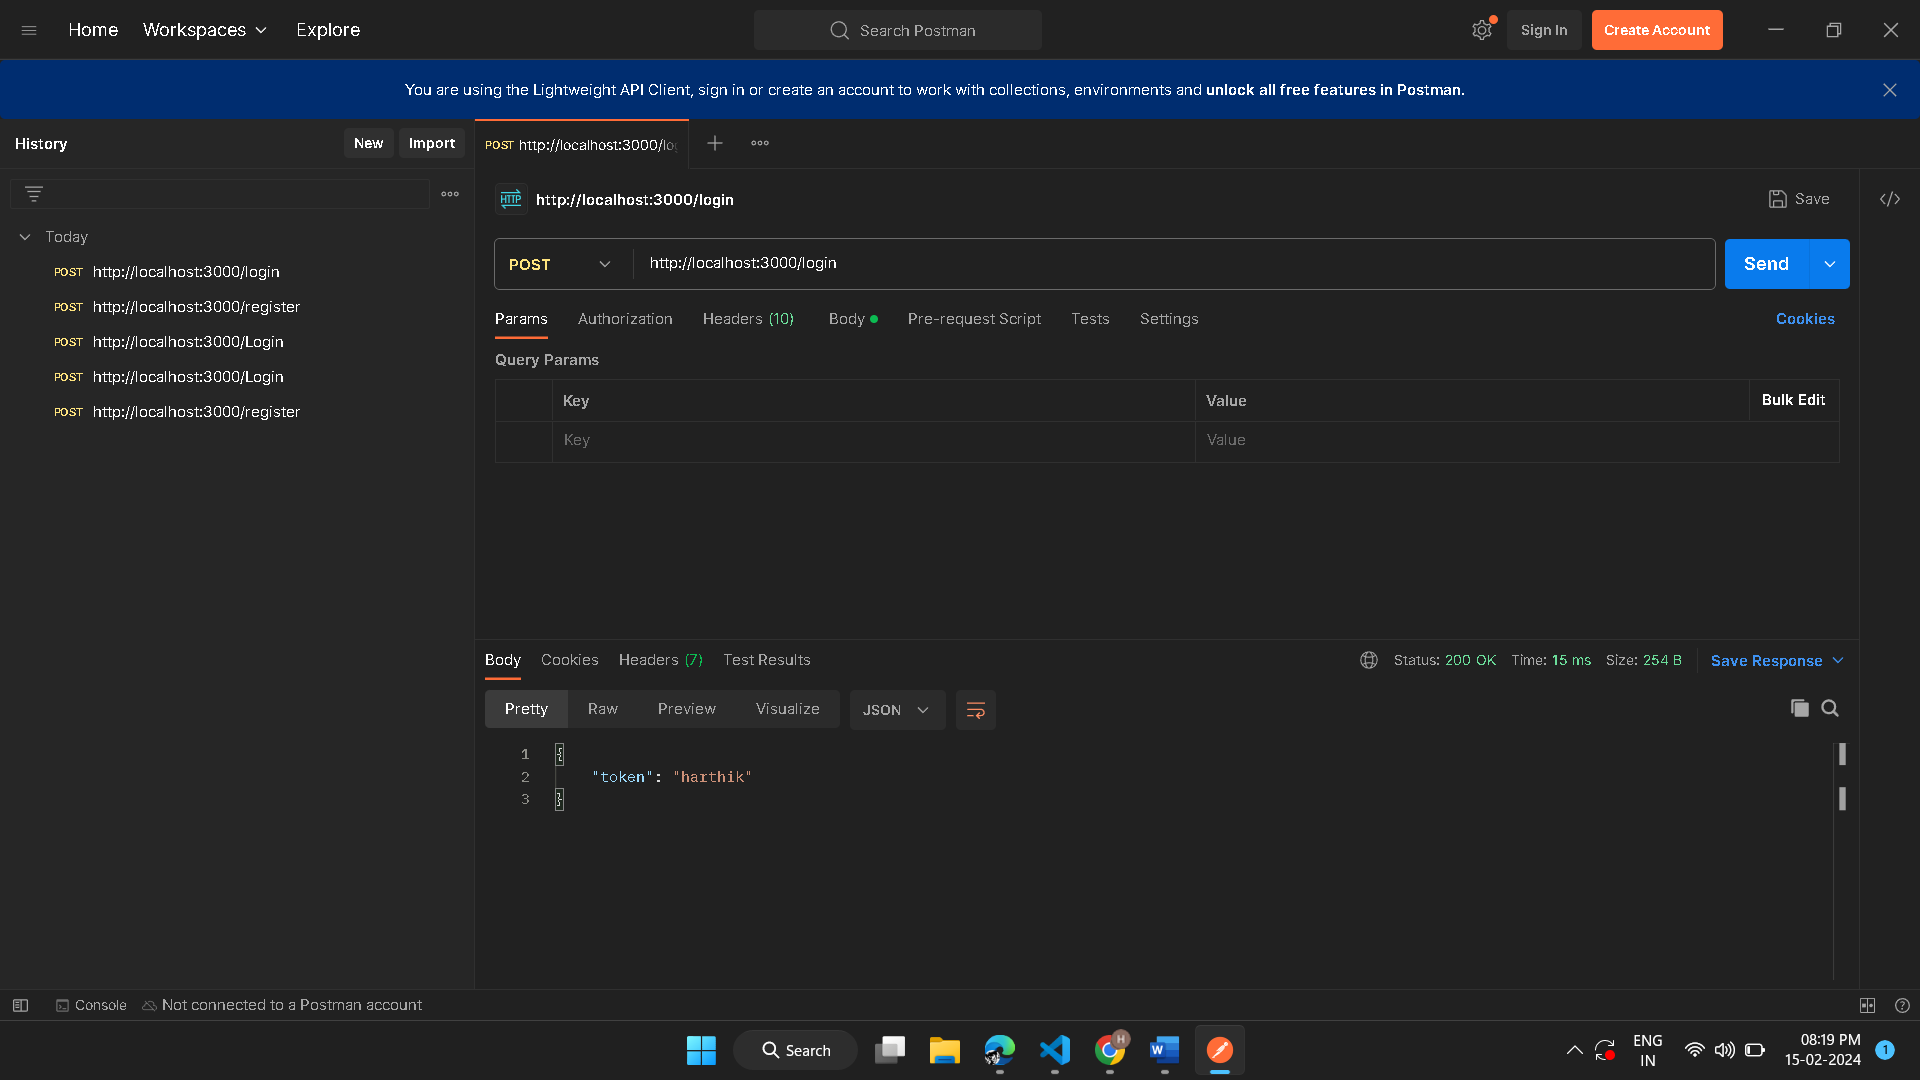 Home Workspaces Explore
Search Postman
Sign In
Create Account
You are using the Lightweight API Client, sign in or create an account to work with collections, environments and unlock all free features in Postman.
History
New
Import
POST http://localhost:3000/lo
HTTP http://localhost:3000/login
Save
Today
POST http://localhost:3000/login
POST http://localhost:3000/register
POST http://localhost:3000/Login
POST http://localhost:3000/Login
POST http://localhost:3000/register
POST http://localhost:3000/login
Send
Params Authorization Headers (10) Body Pre-request Script Tests Settings
Cookies
Query Params
Key Value Bulk Edit
Key Value
Body Cookies Headers (7) Test Results
Status: 200 OK Time: 15 ms Size: 254 B
Save Response
Pretty Raw Preview Visualize JSON
1 {
2 "token": "harthik"
3 }
Console Not connected to a Postman account
Search
H
W
ENG
IN
08:19 PM
15-02-2024
1